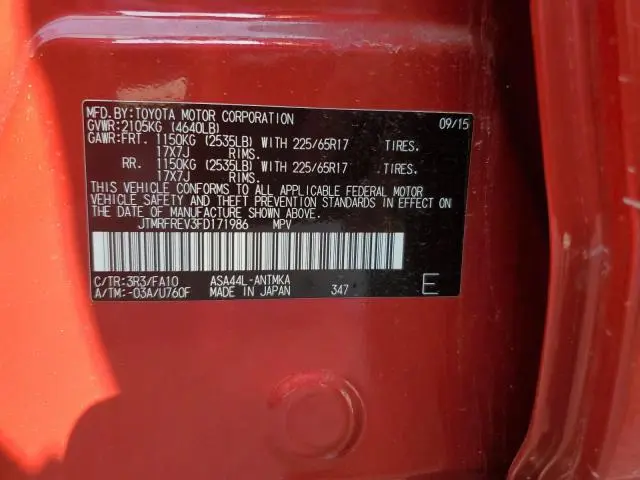 MFD.BY:TOYOTA MOTOR CORPORATION 09/15
GVWR:2105KG (4640LB)
GAWR:FRT. 1150KG (2535LB) WITH 225/65R17 TIRES.
17X7J RIMS.
RR. 1150KG (2535LB) WITH 225/65R17 TIRES.
17X7J RIMS.
THIS VEHICLE CONFORMS TO ALL APPLICABLE FEDERAL MOTOR
VEHICLE SAFETY AND THEFT PREVENTION STANDARDS IN EFFECT ON THE
DATE OF MANUFACTURE SHOWN ABOVE.
JTMRFREV3FD171986 MPV
C/TR:3R3/FA10 ASA44L-ANTMKA
A/TM:-03A/U760F MADE IN JAPAN 347 E